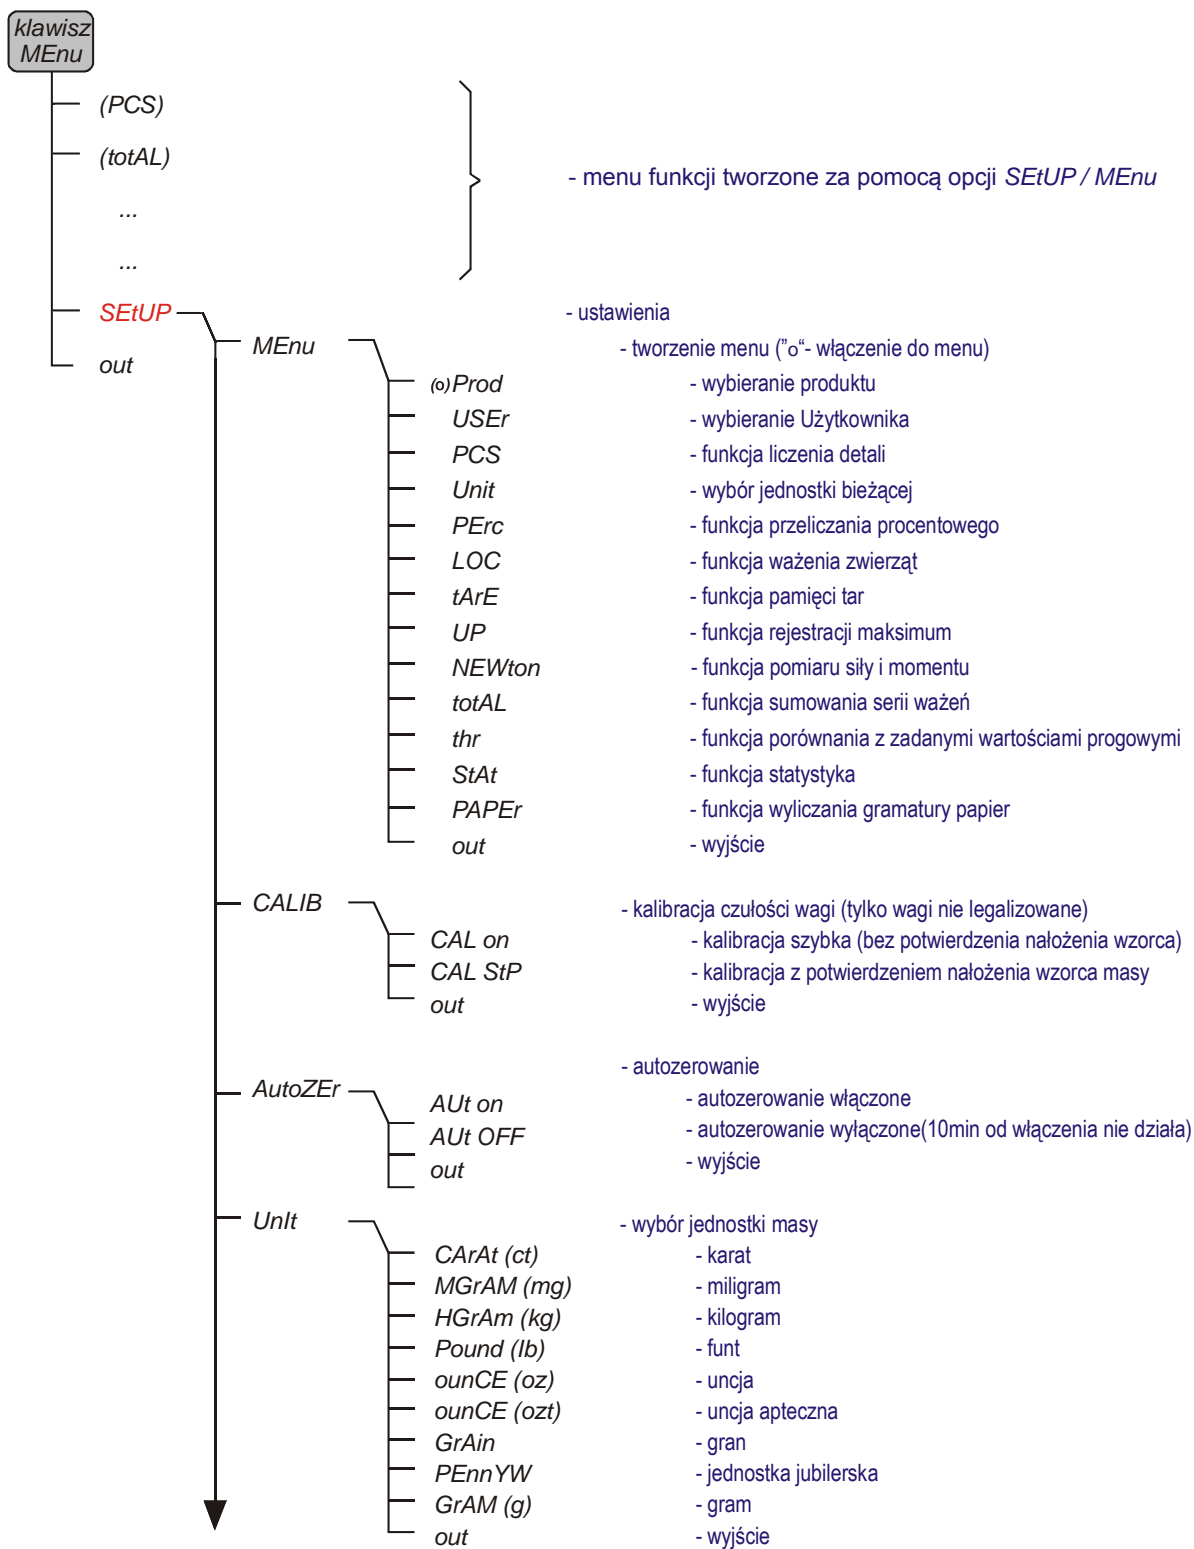 klawisz
MEnu
(PCS)
(totAL)
...
...
- menu funkcji tworzone za pomocą opcji SEtUP / MEnu
SEtUP - ustawienia
out
MEnu - tworzenie menu ("o"- włączenie do menu)
(o) Prod - wybieranie produktu
USEr - wybieranie Użytkownika
PCS - funkcja liczenia detali
Unit - wybór jednostki bieżącej
PErc - funkcja przeliczania procentowego
LOC - funkcja ważenia zwierząt
tArE - funkcja pamięci tar
UP - funkcja rejestracji maksimum
NEWton - funkcja pomiaru siły i momentu
totAL - funkcja sumowania serii ważeń
thr - funkcja porównania z zadanymi wartościami progowymi
StAt - funkcja statystyka
PAPEr - funkcja wyliczania gramatury papier
out - wyjście
CALIB - kalibracja czułości wagi (tylko wagi nie legalizowane)
CAL on - kalibracja szybka (bez potwierdzenia nałożenia wzorca)
CAL StP - kalibracja z potwierdzeniem nałożenia wzorca masy
out - wyjście
AutoZEr - autozerowanie
AUt on - autozerowanie włączone
AUt OFF - autozerowanie wyłączone(10min od włączenia nie działa)
out - wyjście
UnIt - wybór jednostki masy
CArAt (ct) - karat
MGrAM (mg) - miligram
HGrAm (kg) - kilogram
Pound (lb) - funt
ounCE (oz) - uncja
ounCE (ozt) - uncja apteczna
GrAin - gran
PEnnYW - jednostka jubilerska
GrAM (g) - gram
out - wyjście